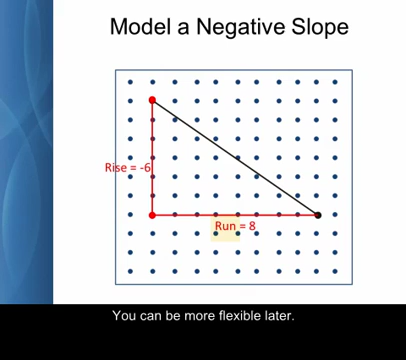 Model a Negative Slope
Rise = -6
Run = 8
You can be more flexible later.